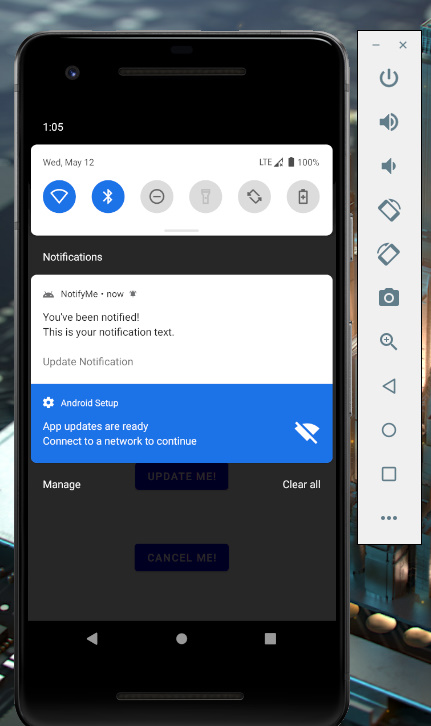 1:05
Wed, May 12
LTE 100%
Notifications
NotifyMe • now
You've been notified!
This is your notification text.
Update Notification
Android Setup
App updates are ready
Connect to a network to continue
UPDATE ME!
Manage
Clear all
CANCEL ME!